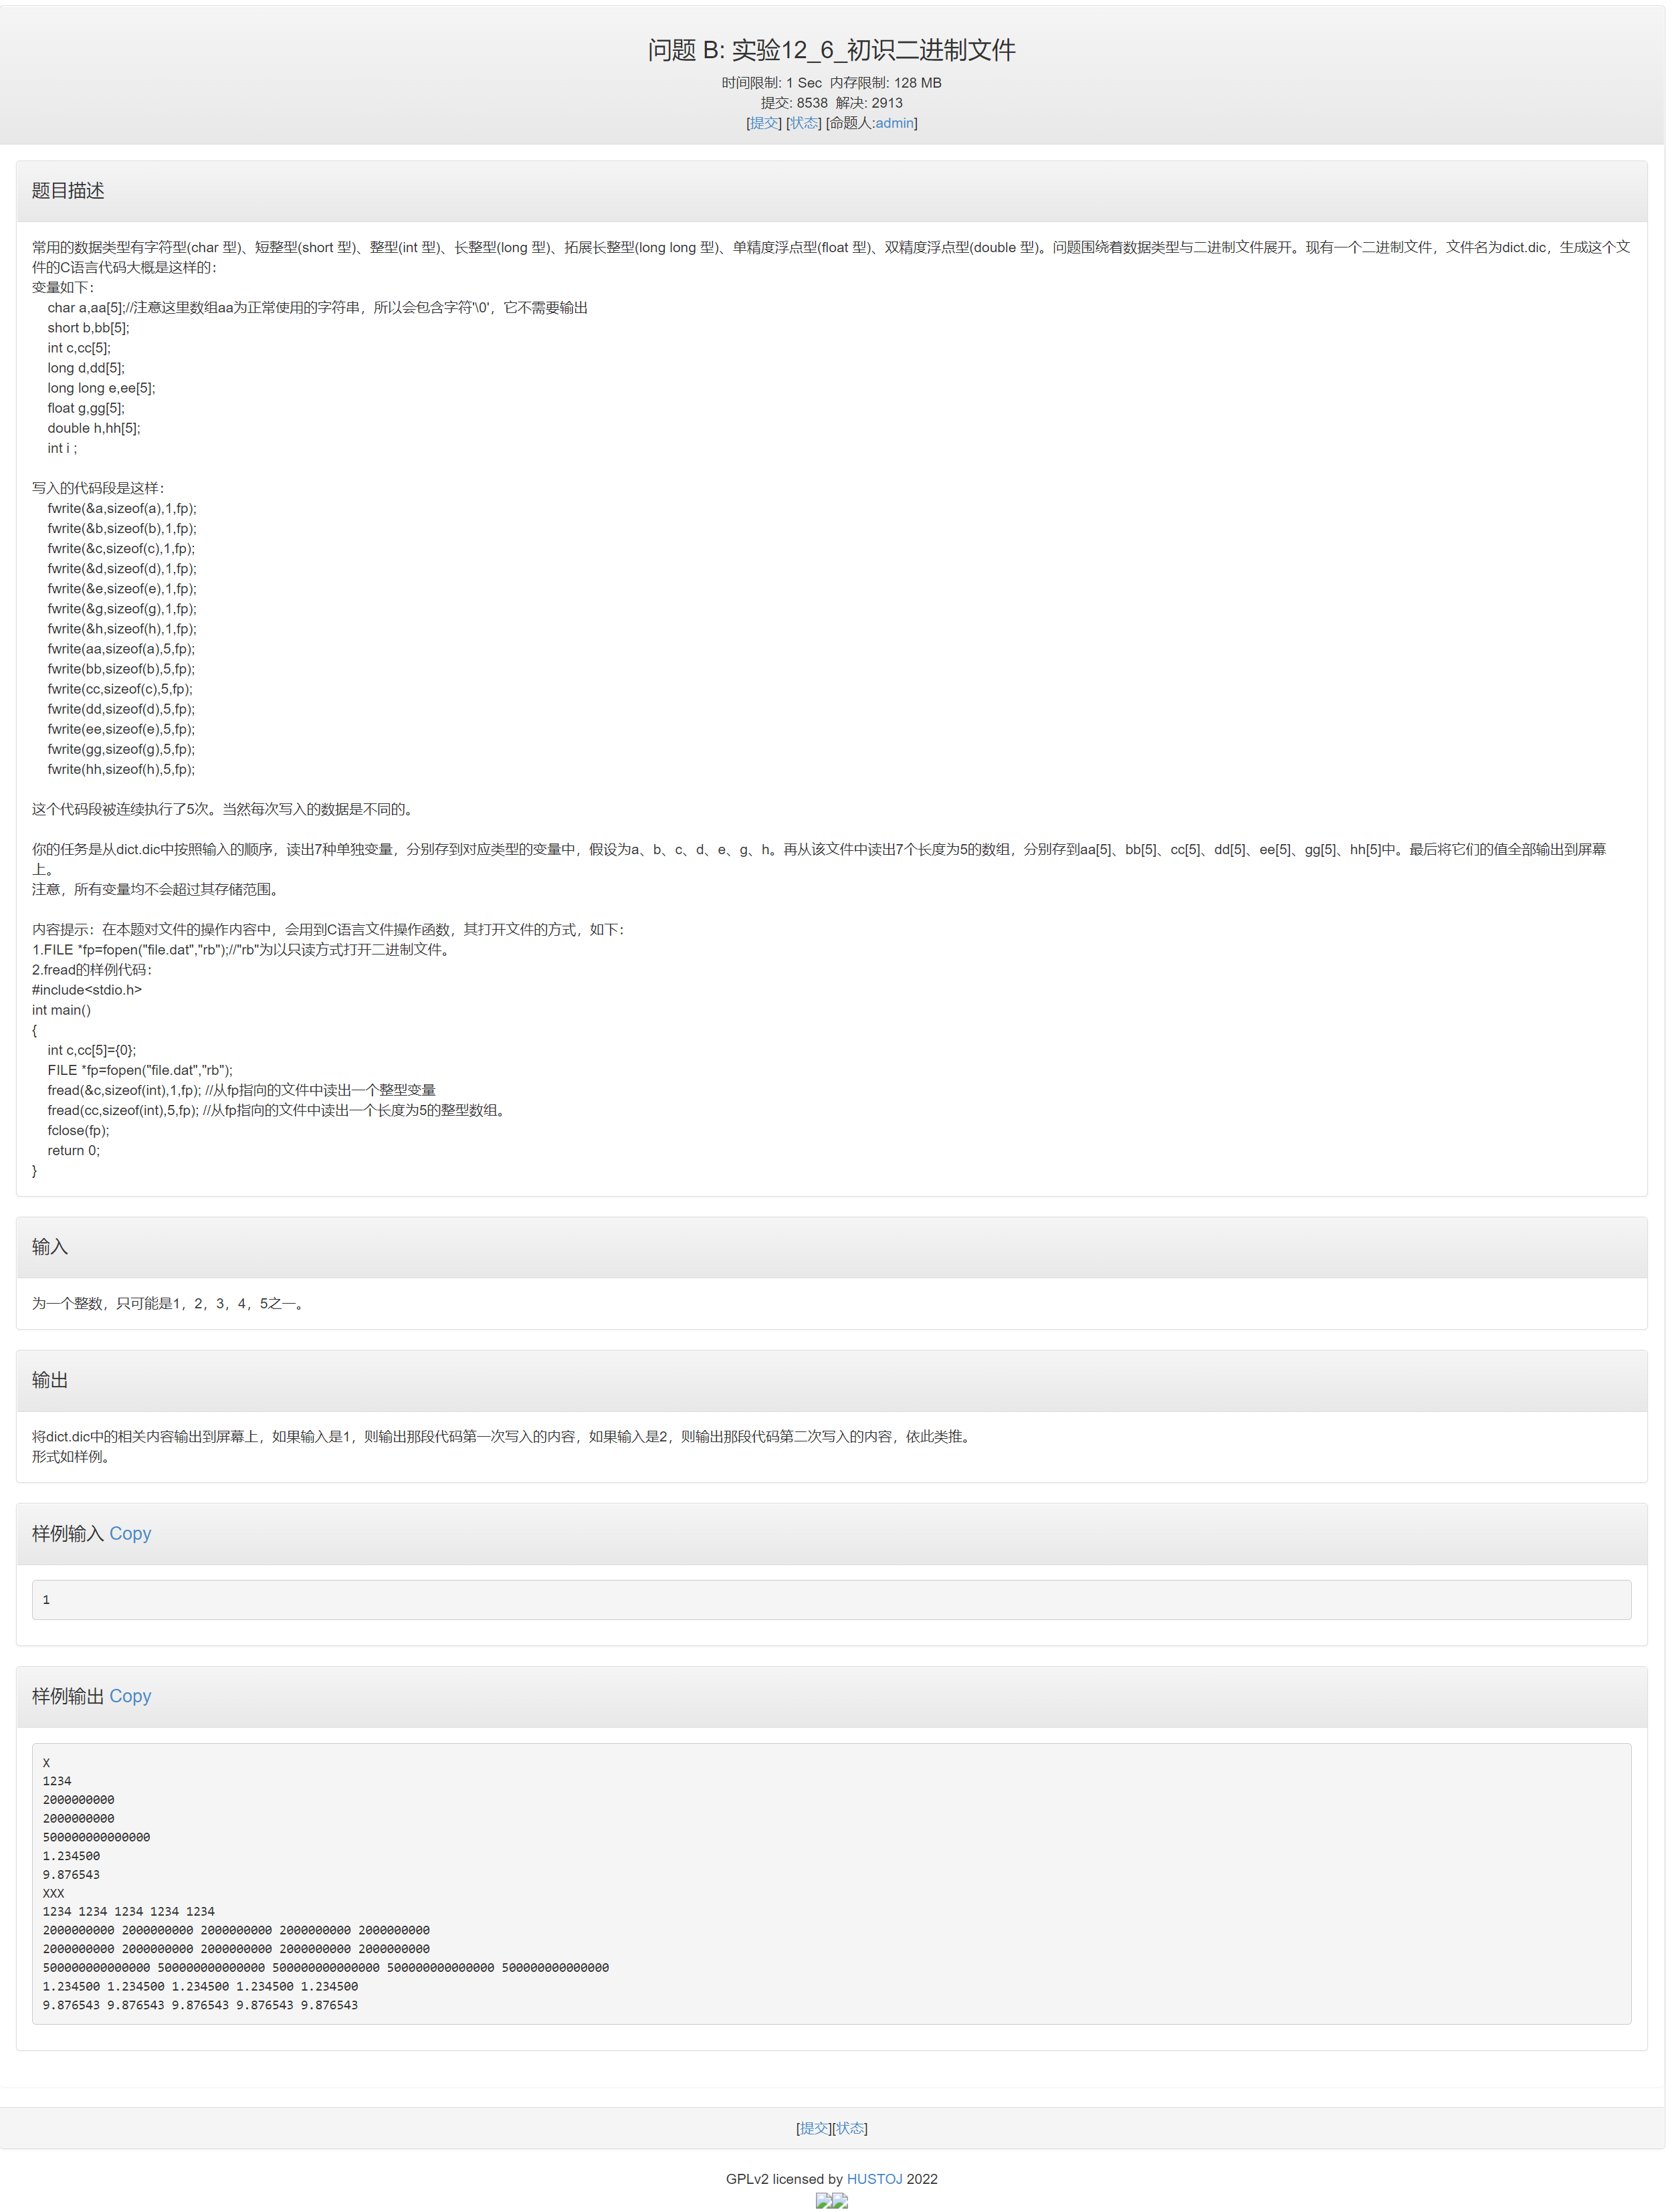 问题 B: 实验12_6_初识二进制文件
时间限制: 1 Sec  内存限制: 128 MB
提交: 8538  解决: 2913
[提交] [状态] [命题人:admin]
题目描述
常用的数据类型有字符型(char 型)、短整型(short 型)、整型(int 型)、长整型(long 型)、拓展长整型(long long 型)、单精度浮点型(float 型)、双精度浮点型(double 型)。问题围绕着数据类型与二进制文件展开。现有一个二进制文件，文件名为dict.dic，生成这个文
件的C语言代码大概是这样的：
变量如下：
    char a,aa[5];//注意这里数组aa为正常使用的字符串，所以会包含字符'\0'，它不需要输出
    short b,bb[5];
    int c,cc[5];
    long d,dd[5];
    long long e,ee[5];
    float g,gg[5];
    double h,hh[5];
    int i ;
写入的代码段是这样：
    fwrite(&a,sizeof(a),1,fp);
    fwrite(&b,sizeof(b),1,fp);
    fwrite(&c,sizeof(c),1,fp);
    fwrite(&d,sizeof(d),1,fp);
    fwrite(&e,sizeof(e),1,fp);
    fwrite(&g,sizeof(g),1,fp);
    fwrite(&h,sizeof(h),1,fp);
    fwrite(aa,sizeof(a),5,fp);
    fwrite(bb,sizeof(b),5,fp);
    fwrite(cc,sizeof(c),5,fp);
    fwrite(dd,sizeof(d),5,fp);
    fwrite(ee,sizeof(e),5,fp);
    fwrite(gg,sizeof(g),5,fp);
    fwrite(hh,sizeof(h),5,fp);
这个代码段被连续执行了5次。当然每次写入的数据是不同的。
你的任务是从dict.dic中按照输入的顺序，读出7种单独变量，分别存到对应类型的变量中，假设为a、b、c、d、e、g、h。再从该文件中读出7个长度为5的数组，分别存到aa[5]、bb[5]、cc[5]、dd[5]、ee[5]、gg[5]、hh[5]中。最后将它们的值全部输出到屏幕
上。
注意，所有变量均不会超过其存储范围。
内容提示：在本题对文件的操作内容中，会用到C语言文件操作函数，其打开文件的方式，如下：
1.FILE *fp=fopen("file.dat","rb");//"rb"为以只读方式打开二进制文件。
2.fread的样例代码：
#include<stdio.h>
int main()
{
    int c,cc[5]={0};
    FILE *fp=fopen("file.dat","rb");
    fread(&c,sizeof(int),1,fp); //从fp指向的文件中读出一个整型变量
    fread(cc,sizeof(int),5,fp); //从fp指向的文件中读出一个长度为5的整型数组。
    fclose(fp);
    return 0;
}
输入
为一个整数，只可能是1，2，3，4，5之一。
输出
将dict.dic中的相关内容输出到屏幕上，如果输入是1，则输出那段代码第一次写入的内容，如果输入是2，则输出那段代码第二次写入的内容，依此类推。
形式如样例。
样例输入 Copy
1
样例输出 Copy
X
1234
2000000000
2000000000
500000000000000
1.234500
9.876543
XXX
1234 1234 1234 1234 1234
2000000000 2000000000 2000000000 2000000000 2000000000
2000000000 2000000000 2000000000 2000000000 2000000000
500000000000000 500000000000000 500000000000000 500000000000000 500000000000000
1.234500 1.234500 1.234500 1.234500 1.234500
9.876543 9.876543 9.876543 9.876543 9.876543
[提交][状态]
GPLv2 licensed by HUSTOJ 2022